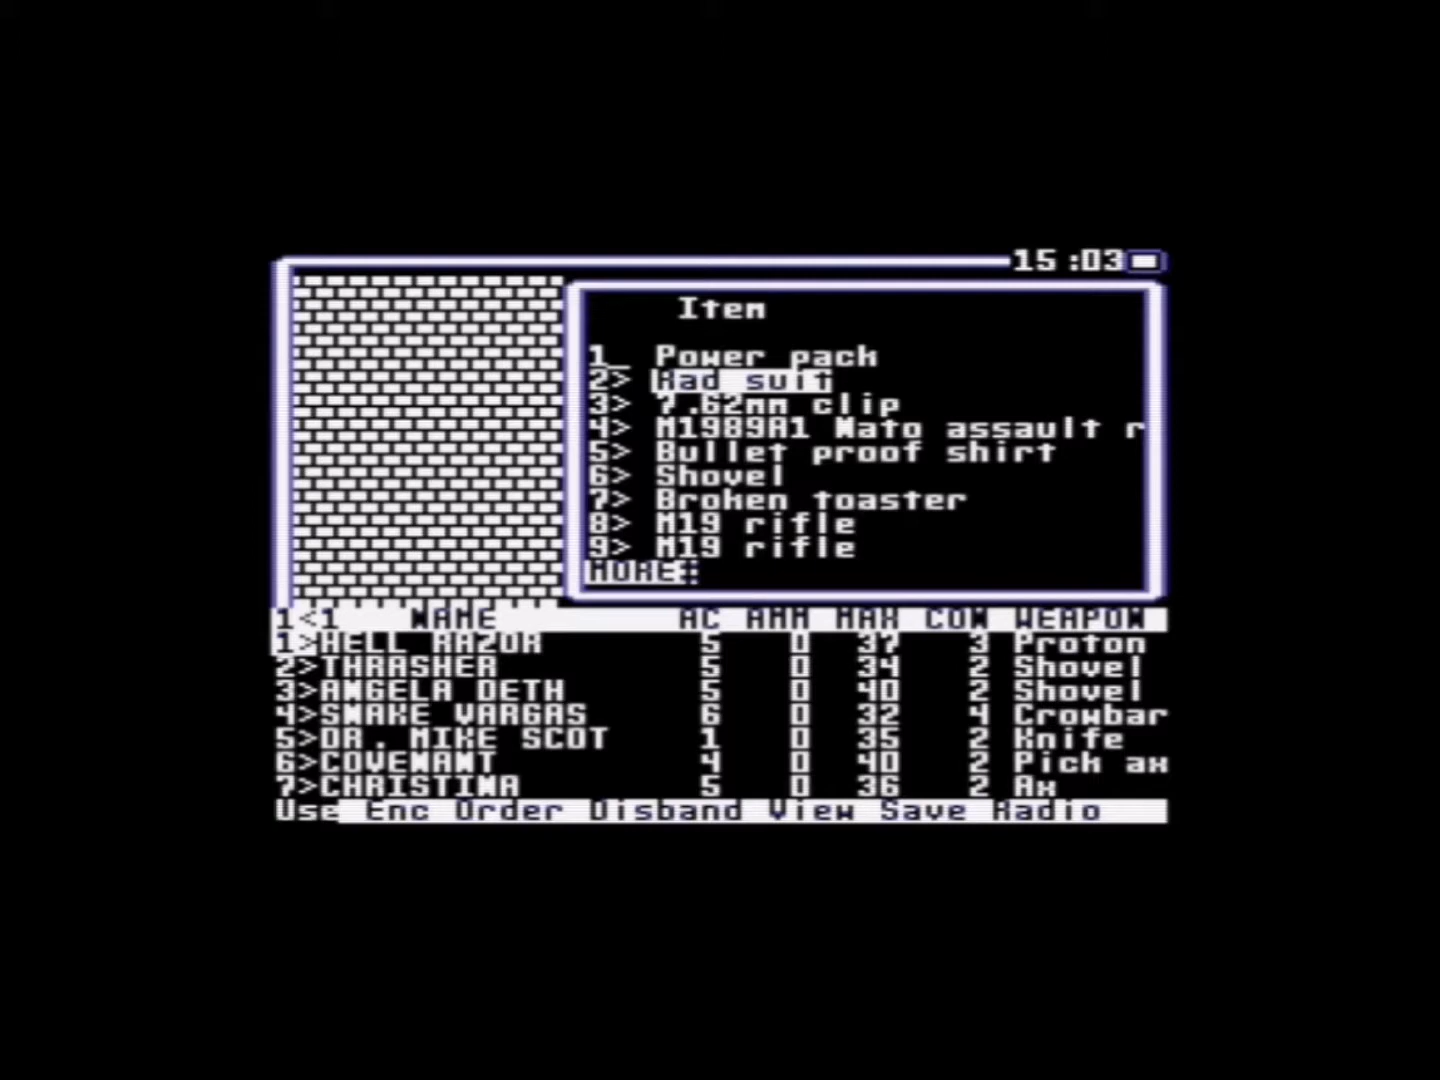 15:03
Item
1_ Power pack
2> Rad suit
3> 7.62mm clip
4> M1989A1 Nato assault r
5> Bullet proof shirt
6> Shovel
7> Broken toaster
8> M19 rifle
9> M19 rifle
MORE
1<1 NAME AC AMM MAX CON WEAPON
1>HELL RAZOR 5 0 37 3 Proton
2>THRASHER 5 0 34 2 Shovel
3>ANGELA DETH 5 0 40 2 Shovel
4>SNAKE VARGAS 6 0 32 4 Crowbar
5>DR. MIKE SCOT 1 0 35 2 Knife
6>COVENANT 4 0 40 2 Pick ax
7>CHRISTINA 5 0 36 2 Ax
Use Enc Order Disband View Save Radio